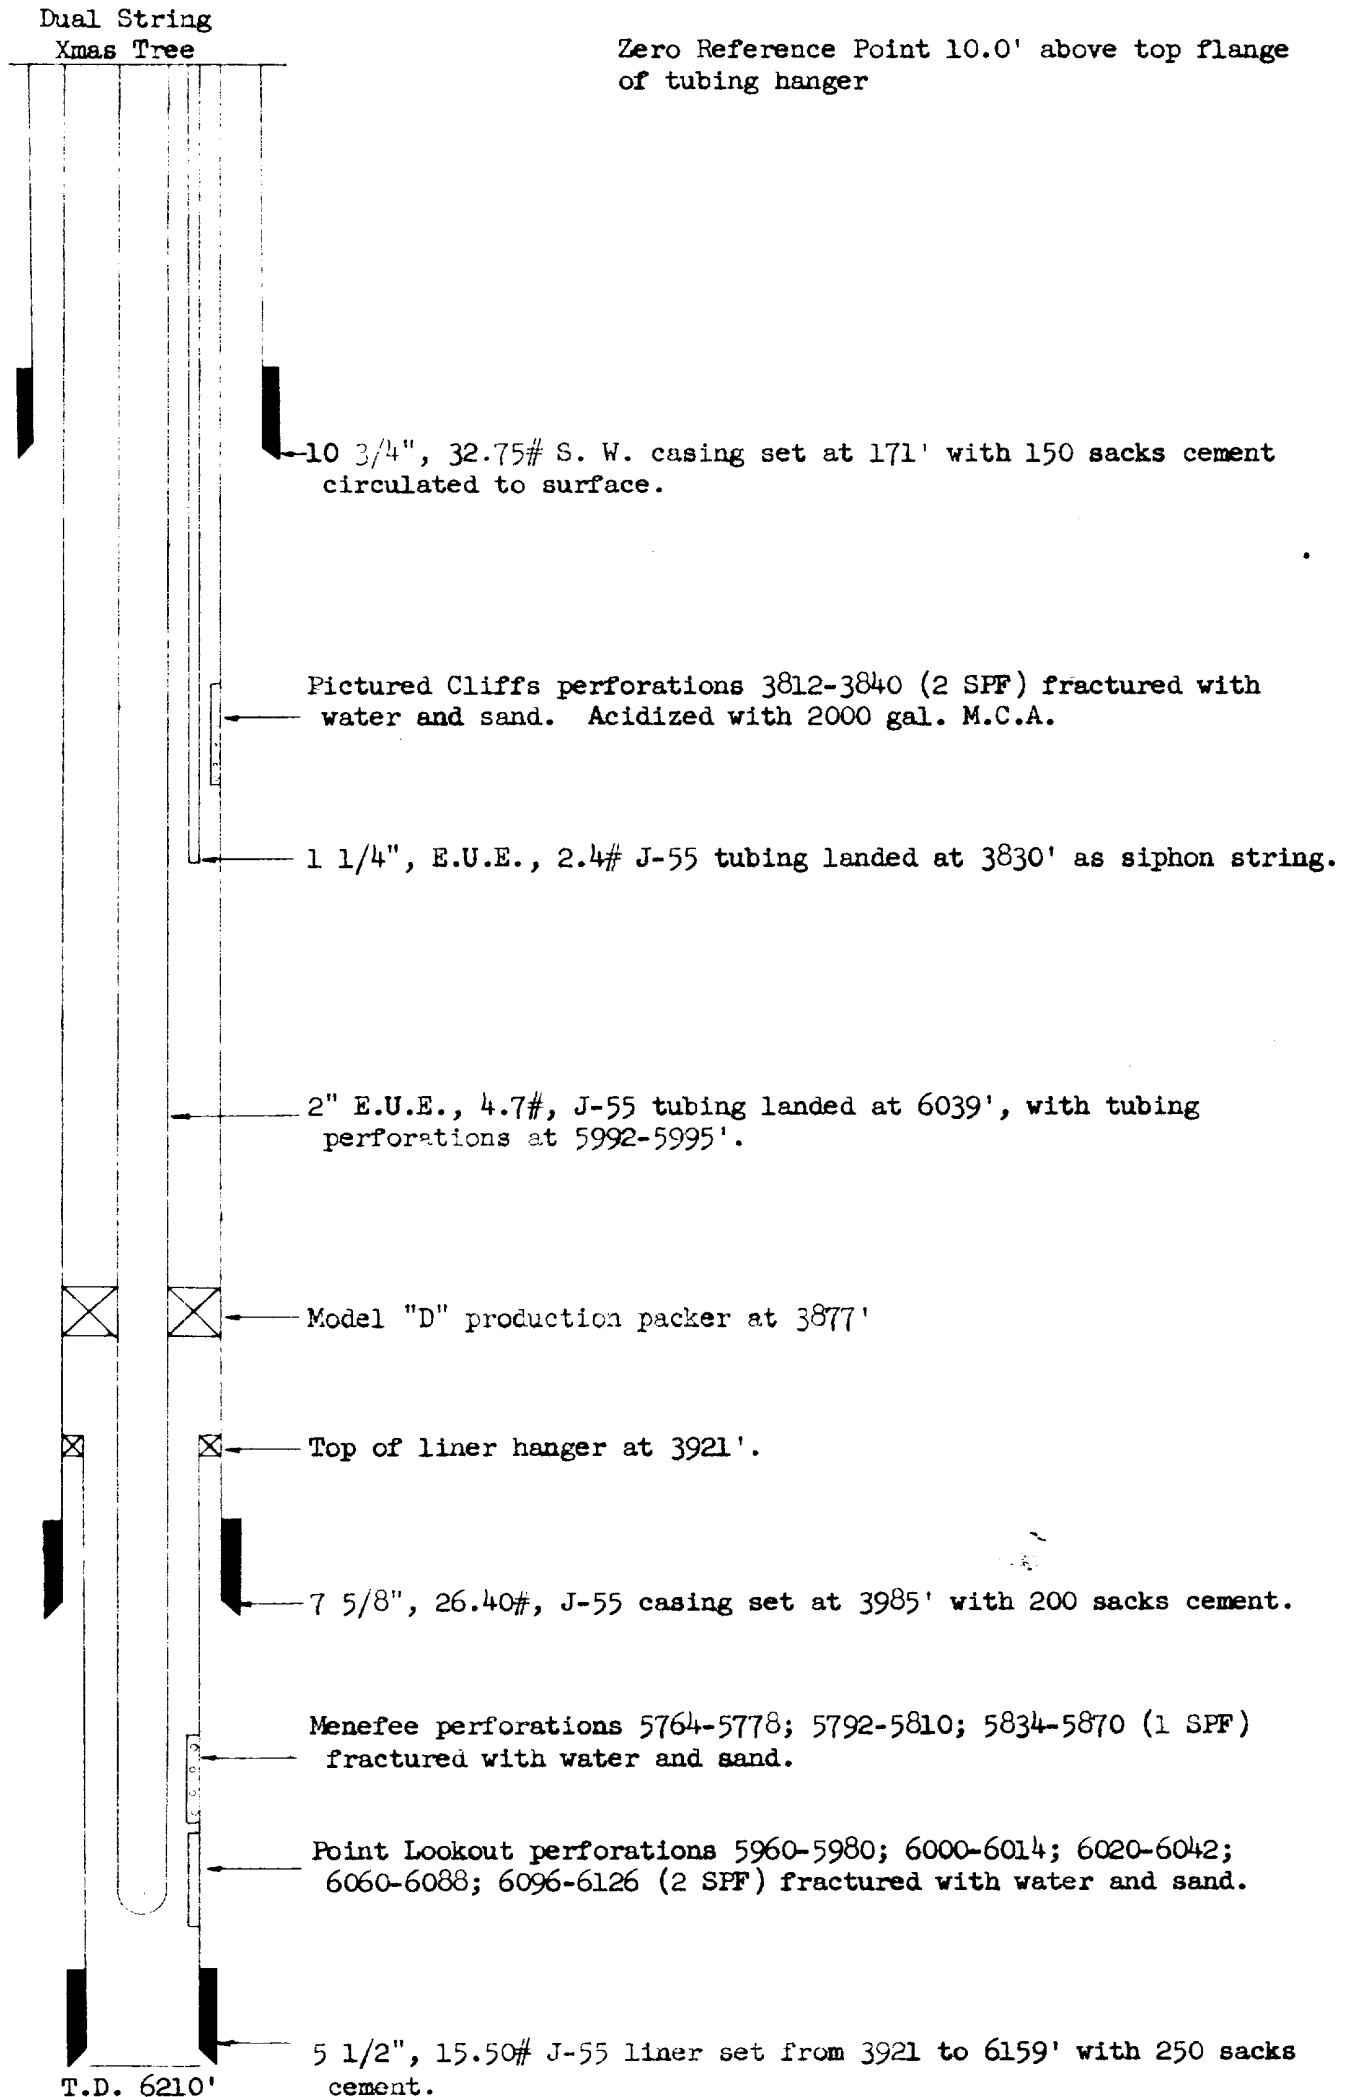 Dual String
Xmas Tree
Zero Reference Point 10.0' above top flange
of tubing hanger
10 3/4", 32.75# S. W. casing set at 171' with 150 sacks cement
circulated to surface.
Pictured Cliffs perforations 3812-3840 (2 SPF) fractured with
water and sand. Acidized with 2000 gal. M.C.A.
1 1/4", E.U.E., 2.4# J-55 tubing landed at 3830' as siphon string.
2" E.U.E., 4.7#, J-55 tubing landed at 6039', with tubing
perforations at 5992-5995'.
Model "D" production packer at 3877'
Top of liner hanger at 3921'.
7 5/8", 26.40#, J-55 casing set at 3985' with 200 sacks cement.
Menefee perforations 5764-5778; 5792-5810; 5834-5870 (1 SPF)
fractured with water and sand.
Point Lookout perforations 5960-5980; 6000-6014; 6020-6042;
6060-6088; 6096-6126 (2 SPF) fractured with water and sand.
5 1/2", 15.50# J-55 liner set from 3921 to 6159' with 250 sacks
cement.
T.D. 6210'